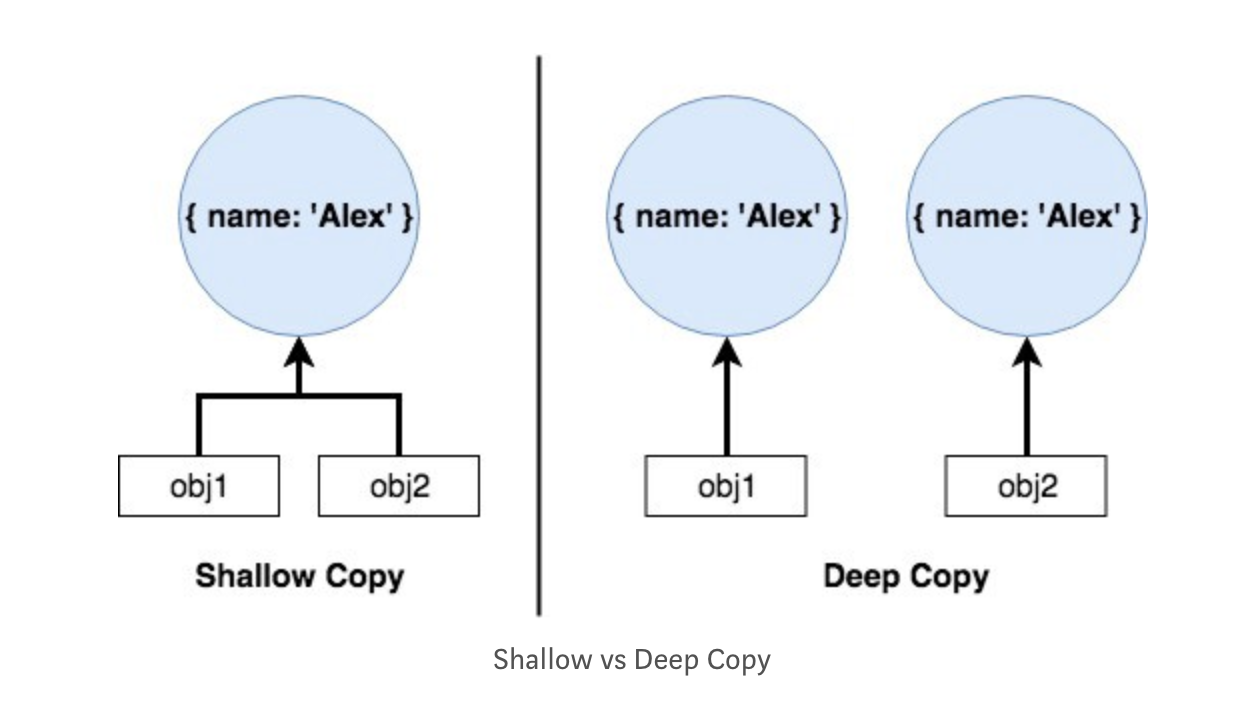 { name: 'Alex' }
obj1
obj2
Shallow Copy
{ name: 'Alex' }
{ name: 'Alex' }
obj1
obj2
Deep Copy
Shallow vs Deep Copy